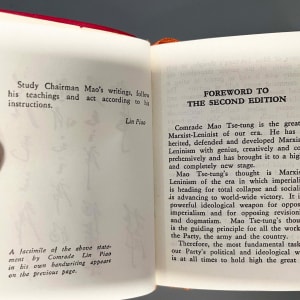 Study Chairman Mao's writings, follow
his teachings and act according to his
instructions.
Lin Piao
A facsimile of the above state-
ment by Comrade Lin Piao
in his own handwriting appears
on the previous page.
FOREWORD TO
THE SECOND EDITION
Comrade Mao Tse-tung is the great
Marxist-Leninist of our era. He has
herited, defended and developed Marxis
Leninism with genius, creatively and co
prehensively and has brought it to a high
and completely new stage.
Mao Tse-tung's thought is Marxis
Leninism of the era in which imperiali
is heading for total collapse and sociali
is advancing to world-wide victory. It i
powerful ideological weapon for oppos
imperialism and for opposing revision
and dogmatism. Mao Tse-tung's thou
is the guiding principle for all the work
the Party, the army and the country.
Therefore, the most fundamental task
our Party's political and ideological w
is at all times to hold high the great